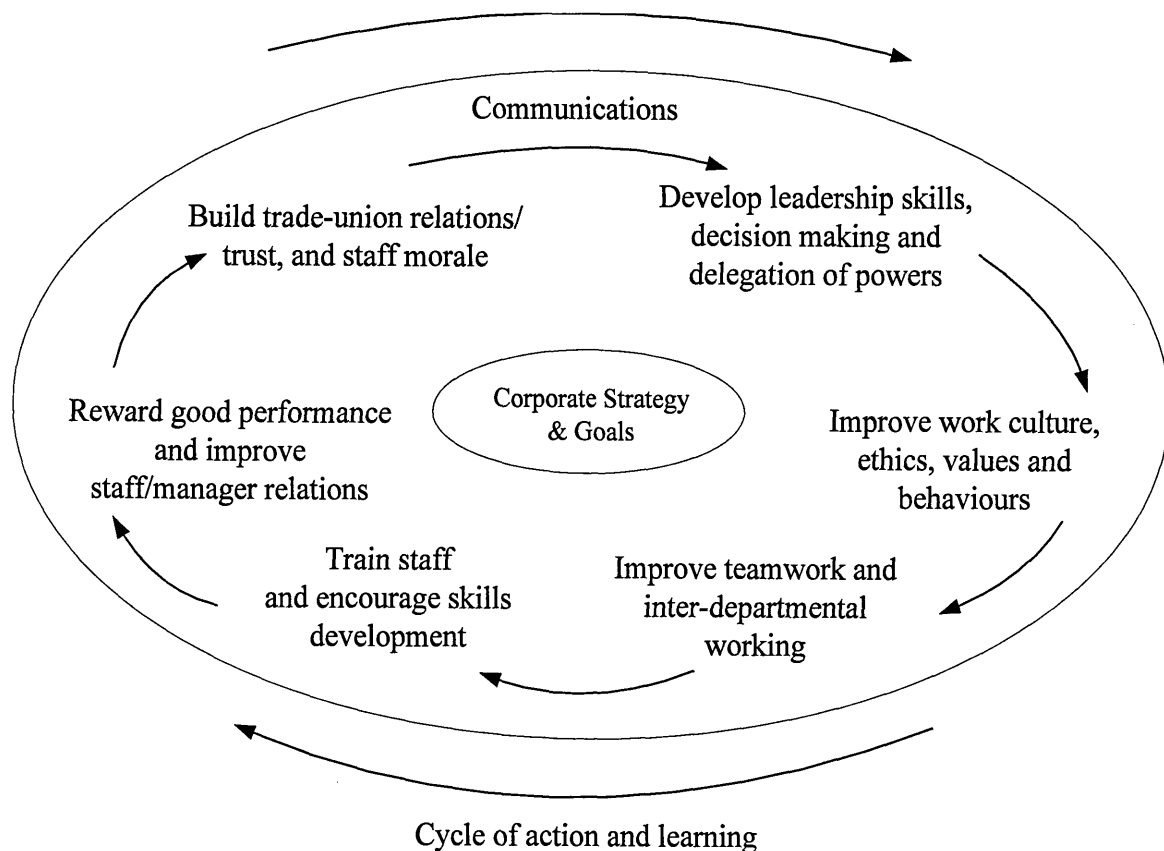 Communications
Build trade-union relations/
trust, and staff morale
Develop leadership skills,
decision making and
delegation of powers
Reward good performance
and improve
staff/manager relations
Corporate Strategy
& Goals
Improve work culture,
ethics, values and
behaviours
Train staff
and encourage skills
development
Improve teamwork and
inter-departmental
working
Cycle of action and learning